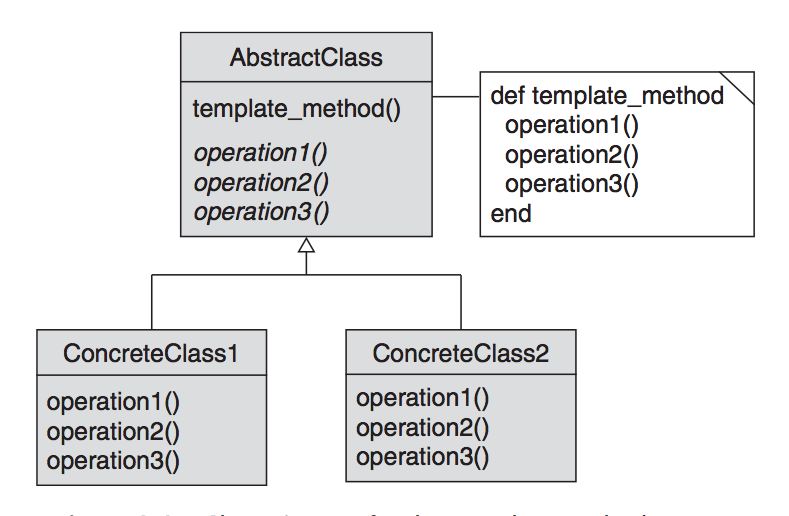 AbstractClass
template_method()
operation1()
operation2()
operation3()
def template_method
operation1()
operation2()
operation3()
end
ConcreteClass1
operation1()
operation2()
operation3()
ConcreteClass2
operation1()
operation2()
operation3()